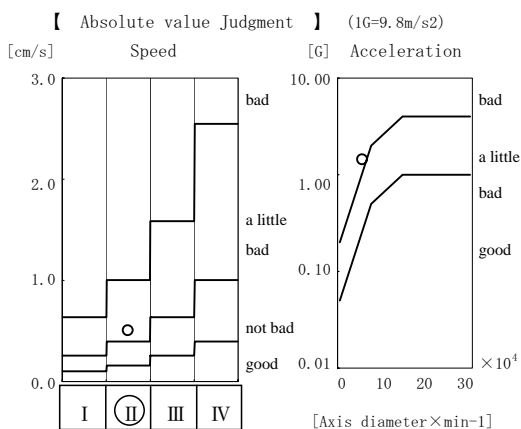 【 Absolute value Judgment 】 (1G=9.8m/s2)
[cm/s] Speed
3.0
2.0
1.0
0.0
bad
a little
bad
not bad
good
I Ⅱ Ⅲ Ⅳ
[G] Acceleration
10.00
1.00
0.10
0.01
bad
a little
bad
good
×10⁴
0 10 20 30
[Axis diameter×min-1]